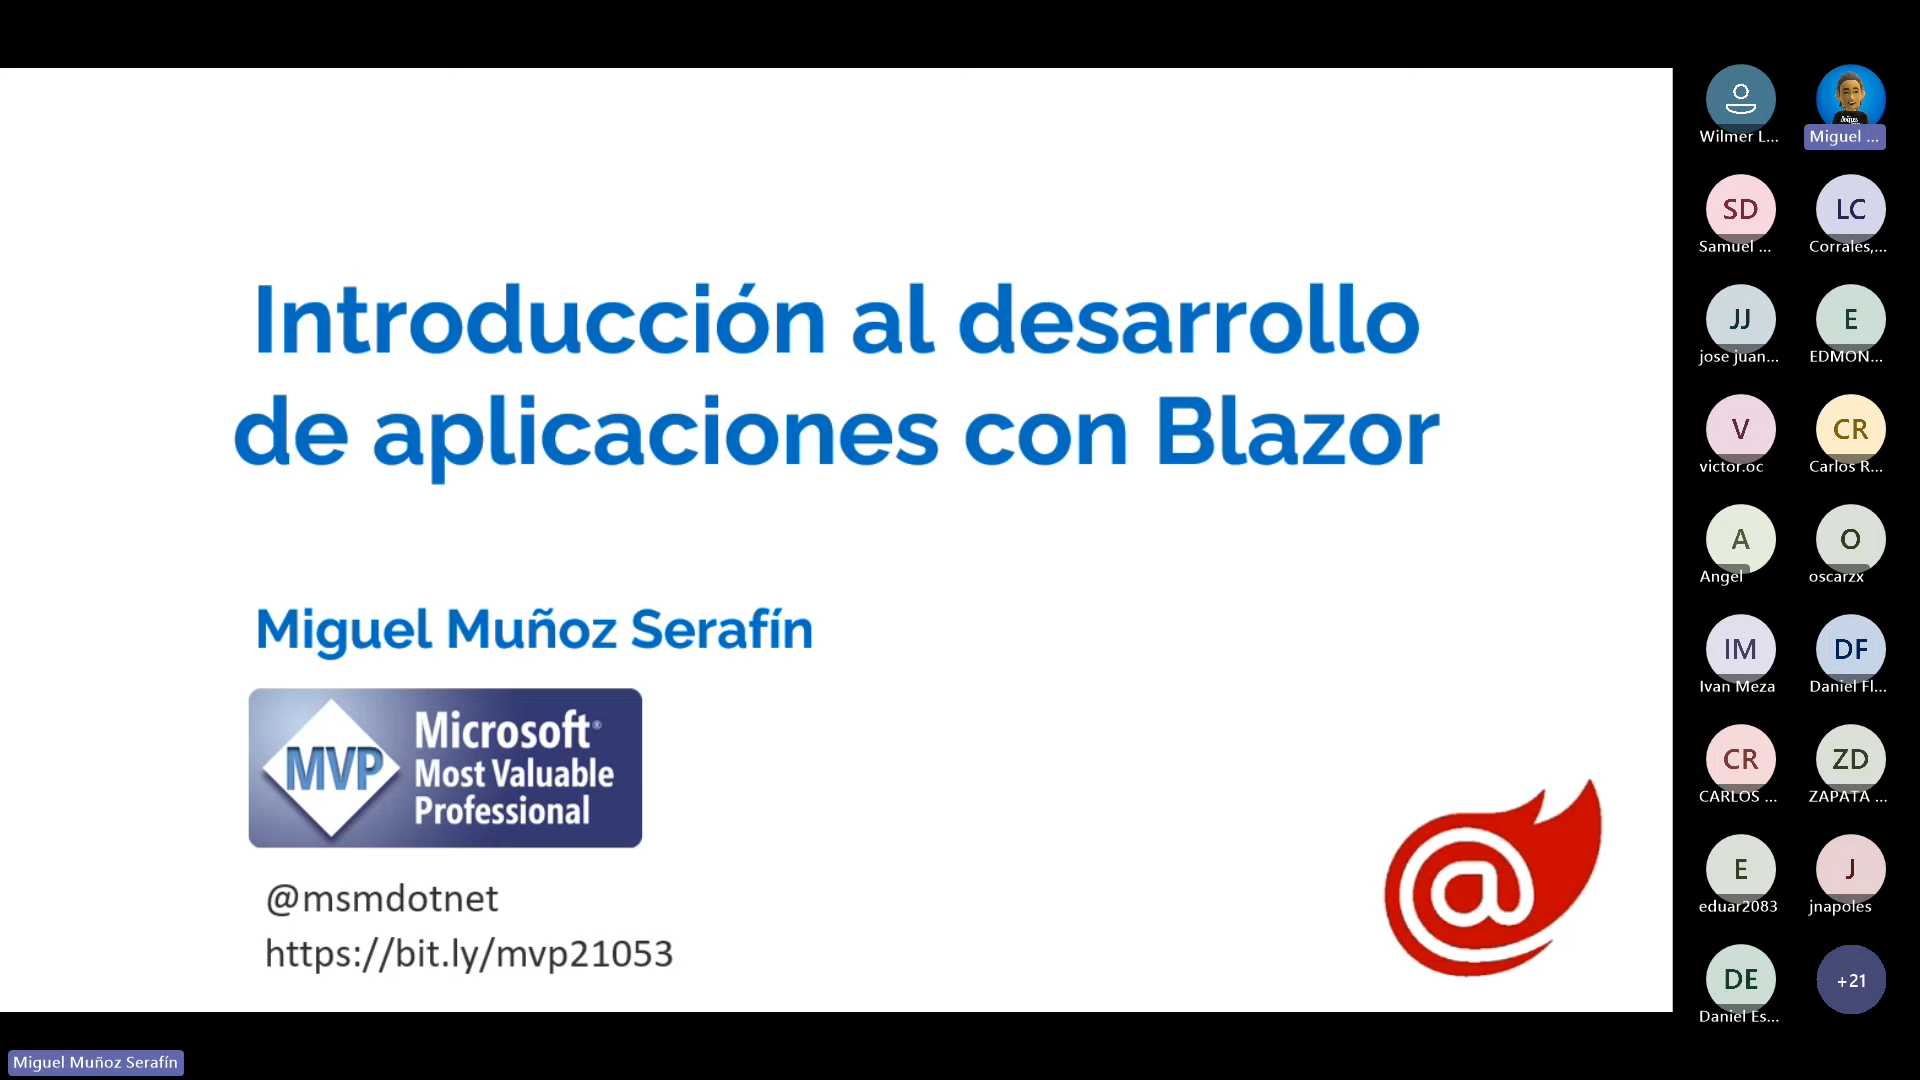 Introducción al desarrollo
de aplicaciones con Blazor
Miguel Muñoz Serafín
MVP
Microsoft®
Most Valuable
Professional
@msmdotnet
https://bit.ly/mvp21053
@
Wilmer L...
Miguel ...
SD
Samuel ...
LC
Corrales,...
JJ
jose juan...
E
EDMON...
V
victor.oc
CR
Carlos R...
A
Angel
O
oscarzx
IM
Ivan Meza
DF
Daniel Fl...
CR
CARLOS ...
ZD
ZAPATA ...
E
eduar2083
J
jnapoles
DE
Daniel Es...
+21
Miguel Muñoz Serafín